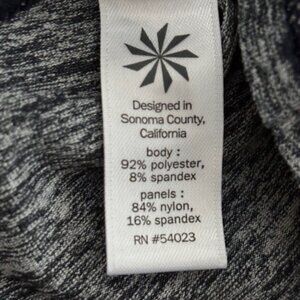 Designed in
Sonoma County,
California
body :
92% polyester,
8% spandex
panels :
84% nylon,
16% spandex
RN #54023